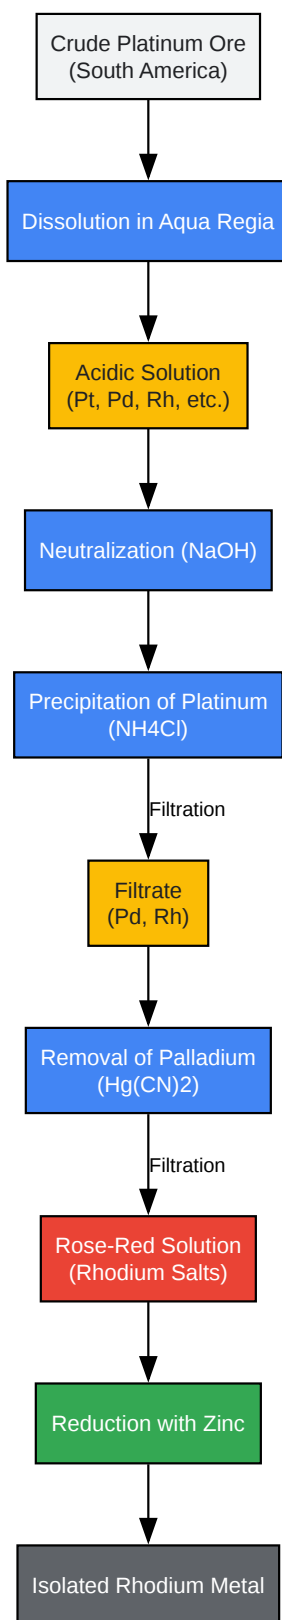 Crude Platinum Ore
(South America)
Dissolution in Aqua Regia
Acidic Solution
(Pt, Pd, Rh, etc.)
Neutralization (NaOH)
Precipitation of Platinum
(NH4Cl)
Filtration
Filtrate
(Pd, Rh)
Removal of Palladium
(Hg(CN)2)
Filtration
Rose-Red Solution
(Rhodium Salts)
Reduction with Zinc
Isolated Rhodium Metal